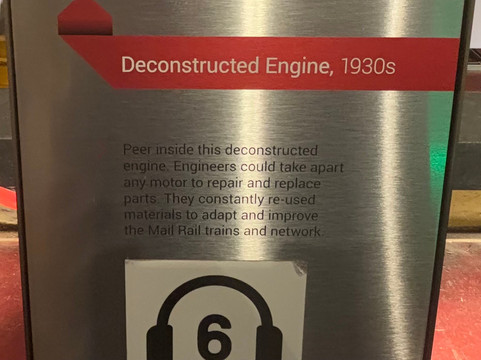 Deconstructed Engine, 1930s
Peer inside this deconstructed
engine. Engineers could take apart
any motor to repair and replace
parts. They constantly re-used
materials to adapt and improve
the Mail Rail trains and network.
6